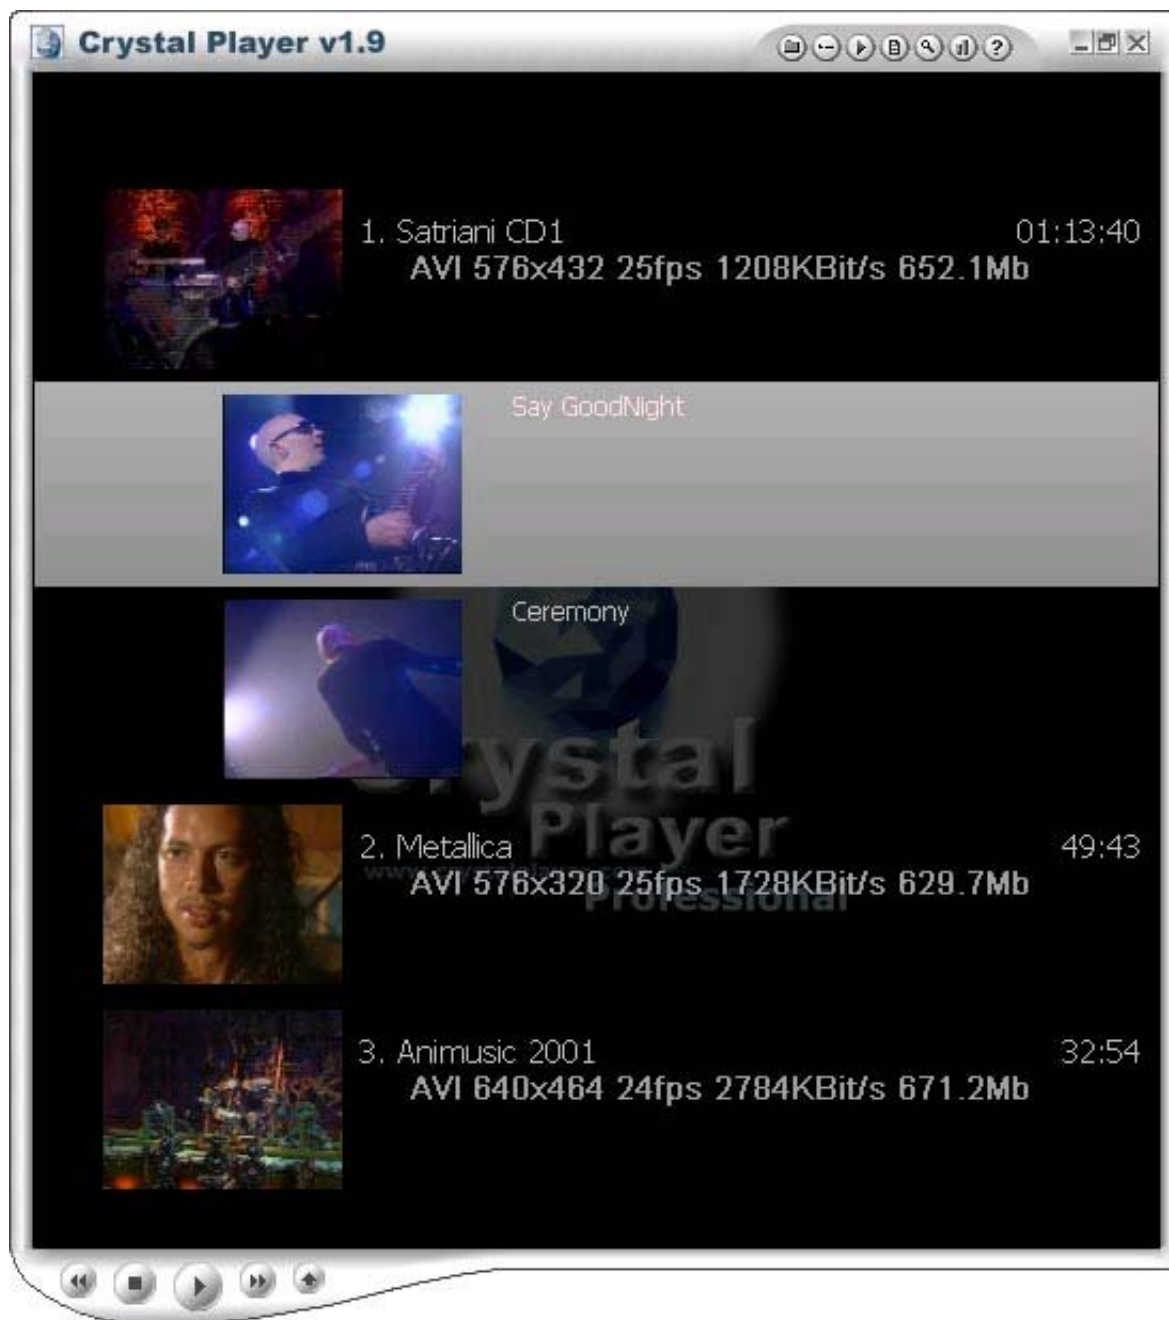 Crystal Player v1.9
1. Satriani CD1 01:13:40
AVI 576x432 25fps 1208KBit/s 652.1Mb
Say GoodNight
Ceremony
Crystal
Player
2. Metallica 49:43
AVI 576x320 25fps 1728KBit/s 629.7Mb
Professional
3. Animusic 2001 32:54
AVI 640x464 24fps 2784KBit/s 671.2Mb